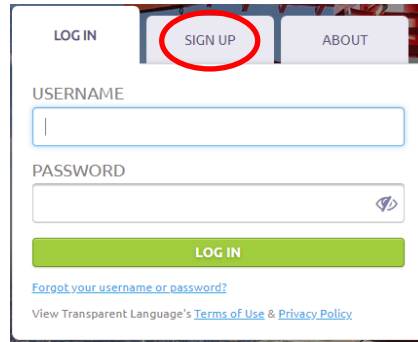 LOG IN SIGN UP ABOUT
USERNAME
PASSWORD
LOG IN
Forgot your username or password?
View Transparent Language's Terms of Use & Privacy Policy